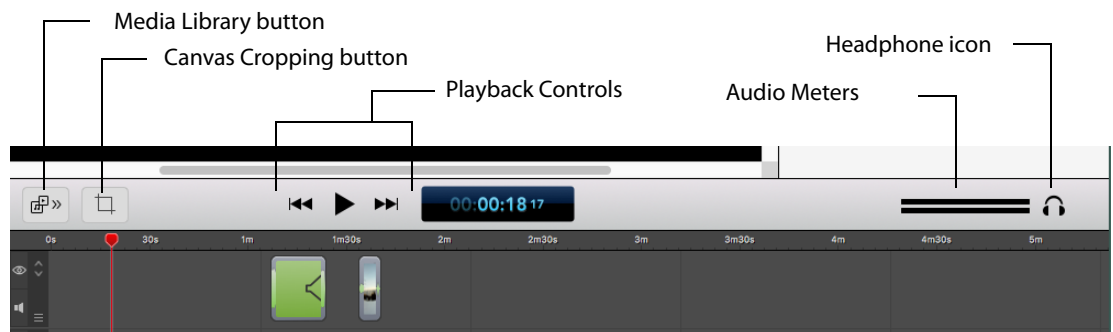 Media Library button
Headphone icon
Canvas Cropping button
Playback Controls
Audio Meters
00:00:18 17
0s 30s 1m 1m30s 2m 2m30s 3m 3m30s 4m 4m30s 5m